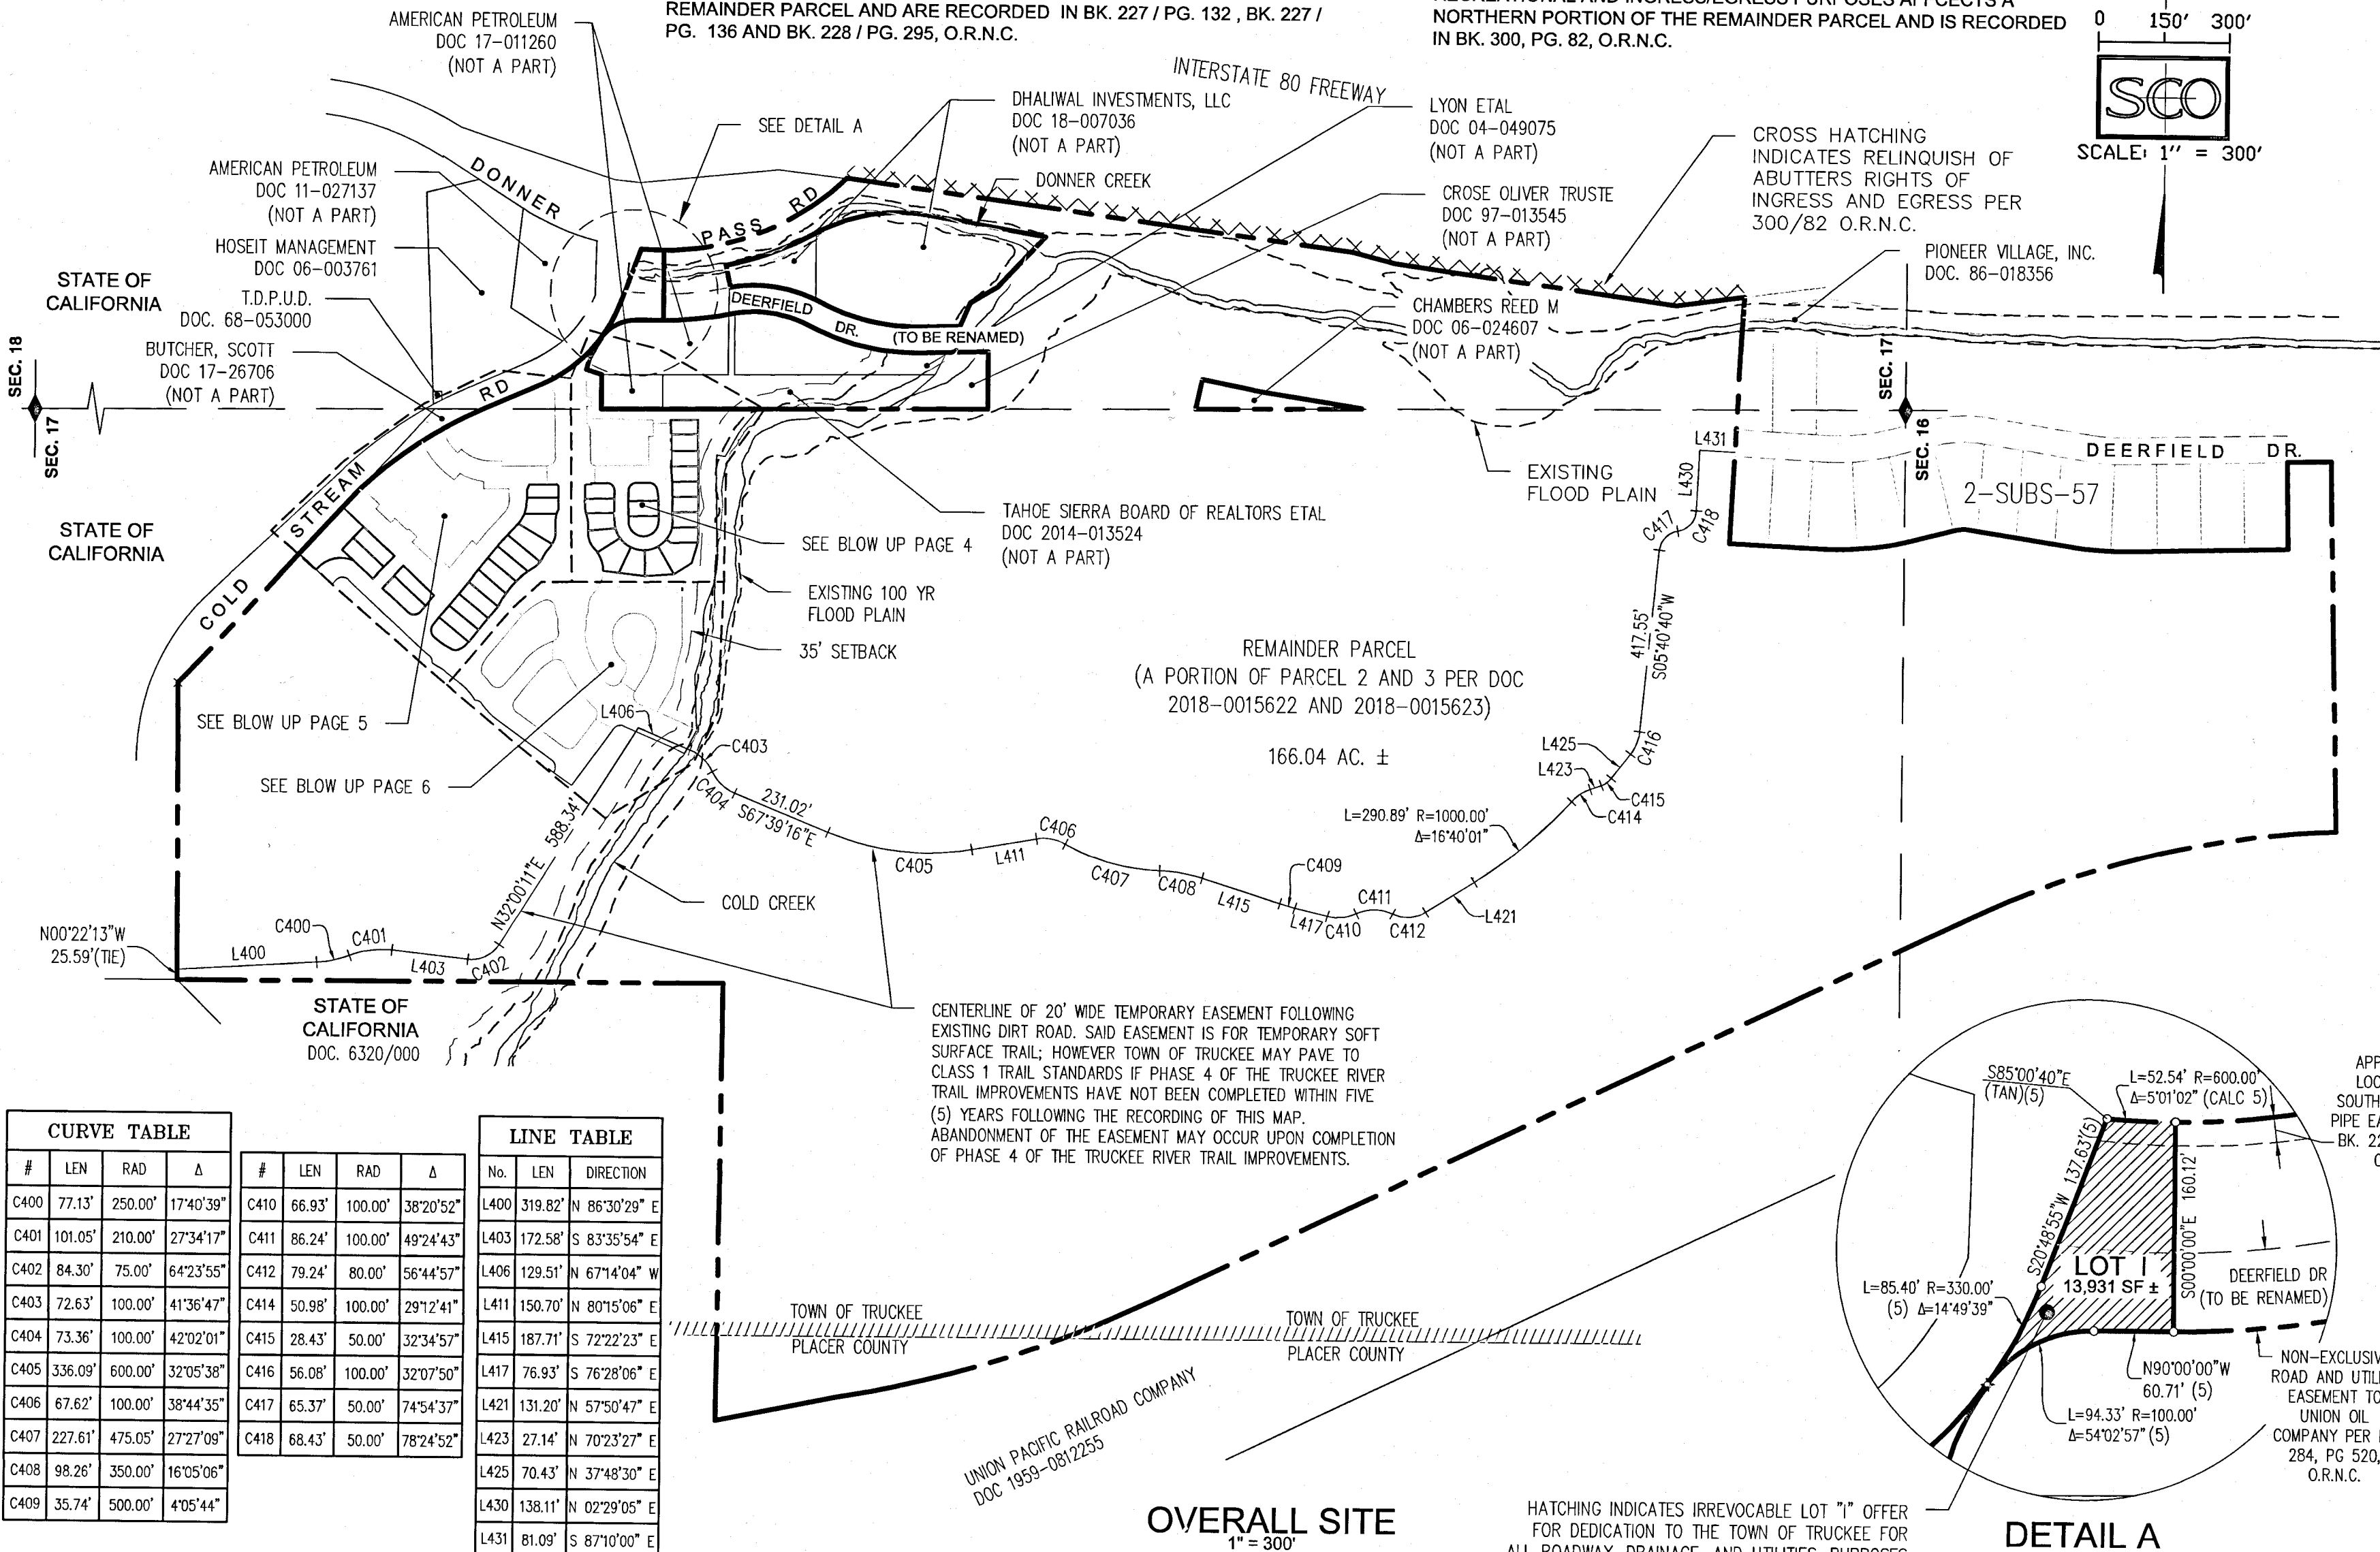 REMAINDER PARCEL AND ARE RECORDED IN BK. 227 / PG. 132 , BK. 227 /
PG. 136 AND BK. 228 / PG. 295, O.R.N.C.
NORTHERN PORTION OF THE REMAINDER PARCEL AND IS RECORDED
IN BK. 300, PG. 82, O.R.N.C.
0 150' 300'
SCO
SCALE: 1" = 300'
AMERICAN PETROLEUM
DOC 17-011260
(NOT A PART)
SEE DETAIL A
INTERSTATE 80 FREEWAY
DHALIWAL INVESTMENTS, LLC
DOC 18-007036
(NOT A PART)
LYON ETAL
DOC 04-049075
(NOT A PART)
CROSS HATCHING
INDICATES RELINQUISH OF
ABUTTERS RIGHTS OF
INGRESS AND EGRESS PER
300/82 O.R.N.C.
AMERICAN PETROLEUM
DOC 11-027137
(NOT A PART)
DONNER
PASS RD
DONNER CREEK
CROSE OLIVER TRUSTE
DOC 97-013545
(NOT A PART)
HOSEIT MANAGEMENT
DOC 06-003761
PIONEER VILLAGE, INC.
DOC. 86-018356
STATE OF
CALIFORNIA
T.D.P.U.D.
DOC. 68-053000
DEERFIELD DR.
(TO BE RENAMED)
CHAMBERS REED M
DOC 06-024607
(NOT A PART)
BUTCHER, SCOTT
DOC 17-26706
(NOT A PART)
SEC. 18
SEC. 17
SEC. 17
SEC. 16
COLD STREAM RD
L431
L430
DEERFIELD DR.
2-SUBS-57
EXISTING
FLOOD PLAIN
STATE OF
CALIFORNIA
TAHOE SIERRA BOARD OF REALTORS ETAL
DOC 2014-013524
(NOT A PART)
SEE BLOW UP PAGE 4
C417
C418
EXISTING 100 YR
FLOOD PLAIN
35' SETBACK
417.55'
S05°40'40"W
REMAINDER PARCEL
(A PORTION OF PARCEL 2 AND 3 PER DOC
2018-0015622 AND 2018-0015623)
166.04 AC. ±
SEE BLOW UP PAGE 5
L406
C403
SEE BLOW UP PAGE 6
C404
231.02'
S67°39'16"E
L425
C416
L423
C415
C414
L=290.89' R=1000.00'
Δ=16°40'01"
588.34'
N32°00'11"E
C405
L411
C406
C407
C408
L415
C409
L417
C410
C411
C412
L421
COLD CREEK
N00°22'13"W
25.59'(TIE)
L400
C400
C401
L403
C402
STATE OF
CALIFORNIA
DOC. 6320/000
CENTERLINE OF 20' WIDE TEMPORARY EASEMENT FOLLOWING
EXISTING DIRT ROAD. SAID EASEMENT IS FOR TEMPORARY SOFT
SURFACE TRAIL; HOWEVER TOWN OF TRUCKEE MAY PAVE TO
CLASS 1 TRAIL STANDARDS IF PHASE 4 OF THE TRUCKEE RIVER
TRAIL IMPROVEMENTS HAVE NOT BEEN COMPLETED WITHIN FIVE
(5) YEARS FOLLOWING THE RECORDING OF THIS MAP.
ABANDONMENT OF THE EASEMENT MAY OCCUR UPON COMPLETION
OF PHASE 4 OF THE TRUCKEE RIVER TRAIL IMPROVEMENTS.
CURVE TABLE
# LEN RAD Δ
C400 77.13' 250.00' 17°40'39"
C401 101.05' 210.00' 27°34'17"
C402 84.30' 75.00' 64°23'55"
C403 72.63' 100.00' 41°36'47"
C404 73.36' 100.00' 42°02'01"
C405 336.09' 600.00' 32°05'38"
C406 67.62' 100.00' 38°44'35"
C407 227.61' 475.05' 27°27'09"
C408 98.26' 350.00' 16°05'06"
C409 35.74' 500.00' 4°05'44"
# LEN RAD Δ
C410 66.93' 100.00' 38°20'52"
C411 86.24' 100.00' 49°24'43"
C412 79.24' 80.00' 56°44'57"
C414 50.98' 100.00' 29°12'41"
C415 28.43' 50.00' 32°34'57"
C416 56.08' 100.00' 32°07'50"
C417 65.37' 50.00' 74°54'37"
C418 68.43' 50.00' 78°24'52"
LINE TABLE
No. LEN DIRECTION
L400 319.82' N 86°30'29" E
L403 172.58' S 83°35'54" E
L406 129.51' N 67°14'04" W
L411 150.70' N 80°15'06" E
L415 187.71' S 72°22'23" E
L417 76.93' S 76°28'06" E
L421 131.20' N 57°50'47" E
L423 27.14' N 70°23'27" E
L425 70.43' N 37°48'30" E
L430 138.11' N 02°29'05" E
L431 81.09' S 87°10'00" E
TOWN OF TRUCKEE
PLACER COUNTY
TOWN OF TRUCKEE
PLACER COUNTY
UNION PACIFIC RAILROAD COMPANY
DOC 1959-0812255
OVERALL SITE
1" = 300'
S85°00'40"E
(TAN)(5)
L=52.54' R=600.00'
Δ=5°01'02" (CALC 5)
S20°48'55"W 137.63'(5)
S00°00'00"E 160.12'
LOT I
13,931 SF ±
DEERFIELD DR
(TO BE RENAMED)
L=85.40' R=330.00'
(5) Δ=14°49'39"
N90°00'00"W
60.71' (5)
L=94.33' R=100.00'
Δ=54°02'57" (5)
SOUTH
BK. 22
NON-EXCLUSIV
ROAD AND UTILI
EASEMENT TO
UNION OIL
COMPANY PER
284, PG 520,
O.R.N.C.
HATCHING INDICATES IRREVOCABLE LOT "I" OFFER
FOR DEDICATION TO THE TOWN OF TRUCKEE FOR
ALL ROADWAY, DRAINAGE, AND UTILITIES PURPOSES
DETAIL A